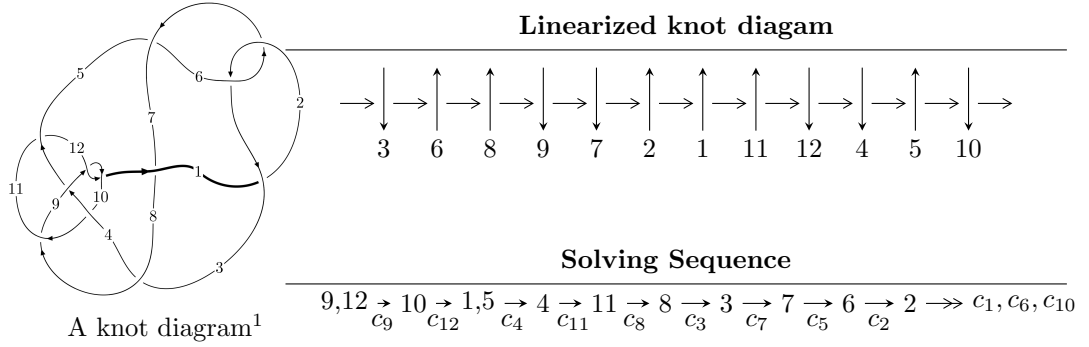 Linearized knot diagam
3 6 8 9 7 2 1 11 12 4 5 10
Solving Sequence
9,12 c9 10 c12 1,5 c4 4 c11 11 c8 8 c3 3 c7 7 c5 6 c2 2 c1, c6, c10
5
6
2
7
12
1
11
10
9
8
4
3
A knot diagram1